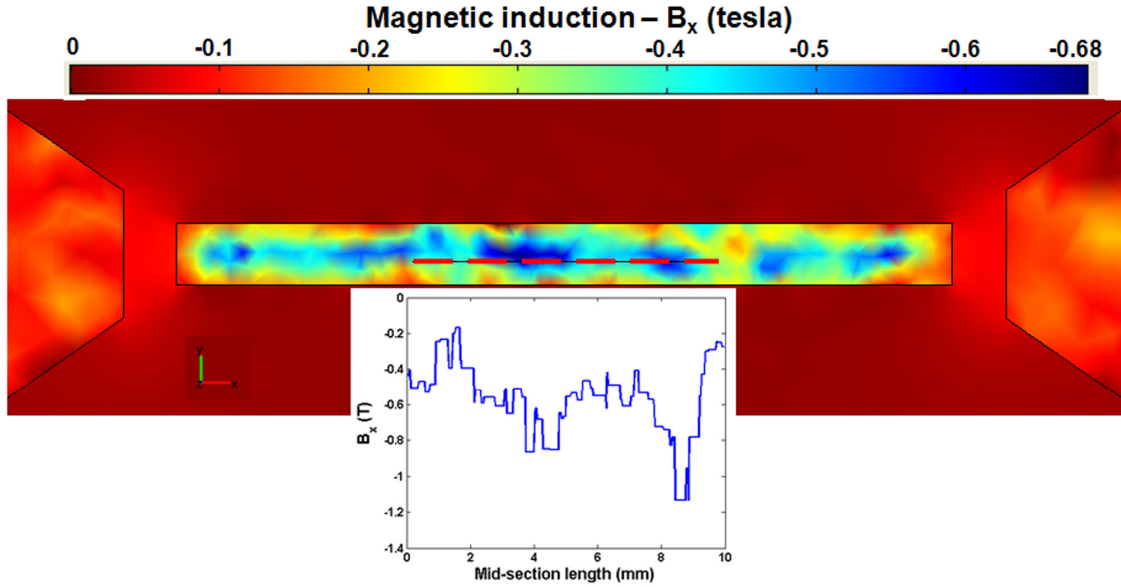 Magnetic induction – Bₓ (tesla)
0 -0.1 -0.2 -0.3 -0.4 -0.5 -0.6 -0.68
Y
Z X
0
-0.2
-0.4
-0.6
-0.8
-1
-1.2
-1.4
Bₓ (T)
0 2 4 6 8 10
Mid-section length (mm)